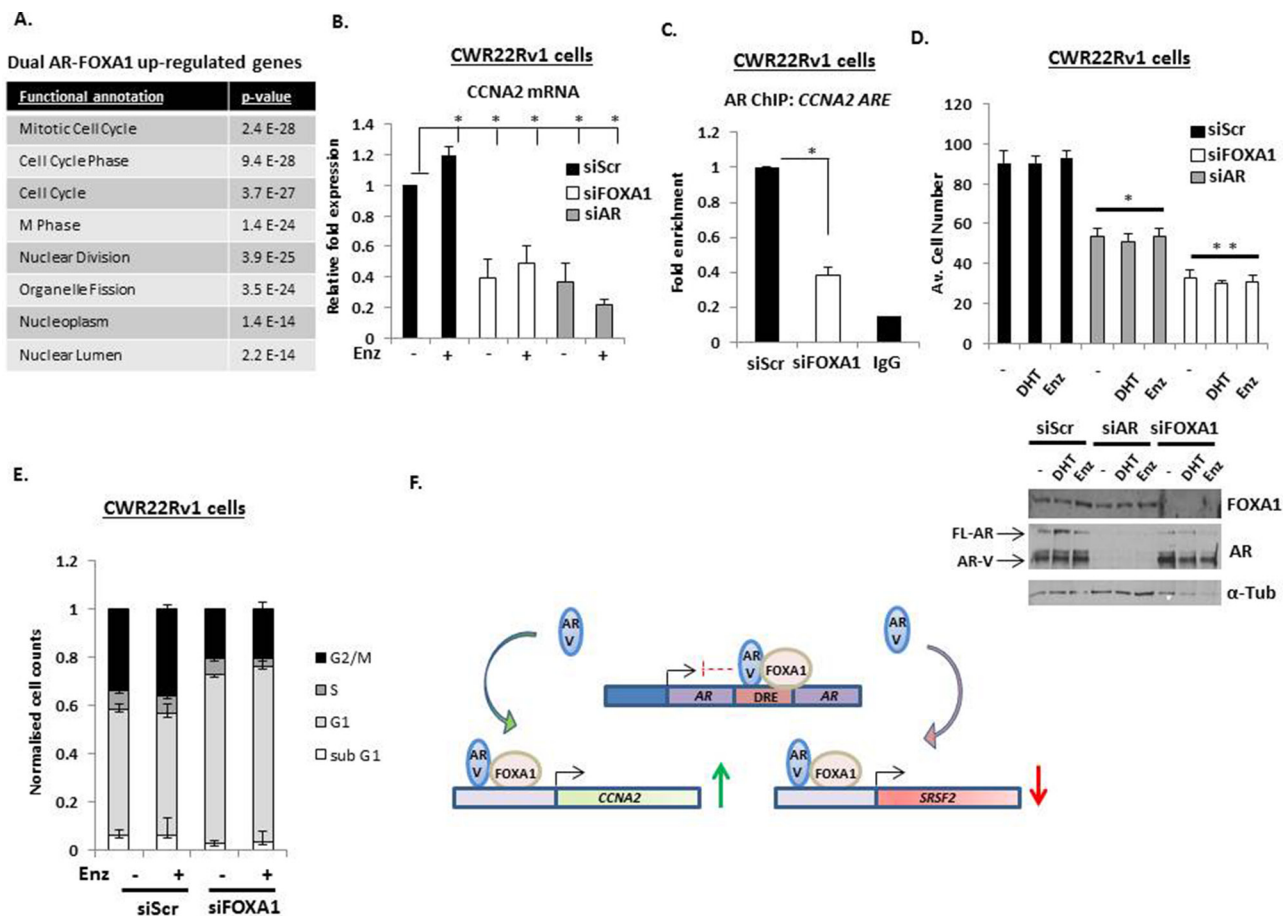 A.
Dual AR-FOXA1 up-regulated genes
Functional annotation p-value
Mitotic Cell Cycle 2.4 E-28
Cell Cycle Phase 9.4 E-28
Cell Cycle 3.7 E-27
M Phase 1.4 E-24
Nuclear Division 3.9 E-25
Organelle Fission 3.5 E-24
Nucleoplasm 1.4 E-14
Nuclear Lumen 2.2 E-14
B.
CWR22Rv1 cells
CCNA2 mRNA
* * * * *
Relative fold expression
1.4
1.2
1
0.8
0.6
0.4
0.2
0
siScr
siFOXA1
siAR
Enz - + - + - +
C.
CWR22Rv1 cells
AR ChIP: CCNA2 ARE
Fold enrichment
1.2
1
0.8
0.6
0.4
0.2
0
*
siScr siFOXA1 IgG
D.
CWR22Rv1 cells
Av. Cell Number
120
100
80
60
40
20
0
siScr
siFOXA1
siAR
*
* *
- DHT Enz - DHT Enz - DHT Enz
siScr siAR siFOXA1
- DHT Enz - DHT Enz - DHT Enz
FOXA1
FL-AR
AR-V
AR
α-Tub
E.
CWR22Rv1 cells
Normalised cell counts
1.2
1
0.8
0.6
0.4
0.2
0
G2/M
S
G1
sub G1
Enz - + - +
siScr siFOXA1
F.
AR
V
AR
V
AR
V
FOXA1
AR DRE AR
AR
V
FOXA1
CCNA2
AR
V
FOXA1
SRSF2